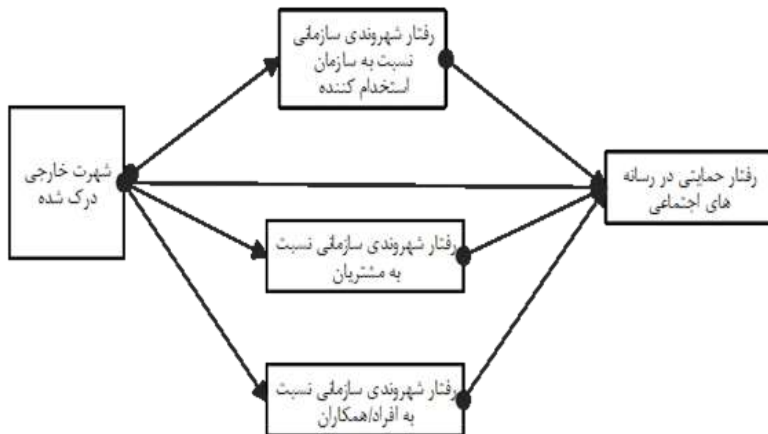 رفتار شهروندی سازمانی
نسبت به سازمان
استخدام کننده
شهرت خارجی
درک شده
رفتار حمایتی در رسانه
های اجتماعی
رفتار شهروندی سازمانی نسبت
به مشتریان
رفتار شهروندی سازمانی نسبت
به افراد/همکاران